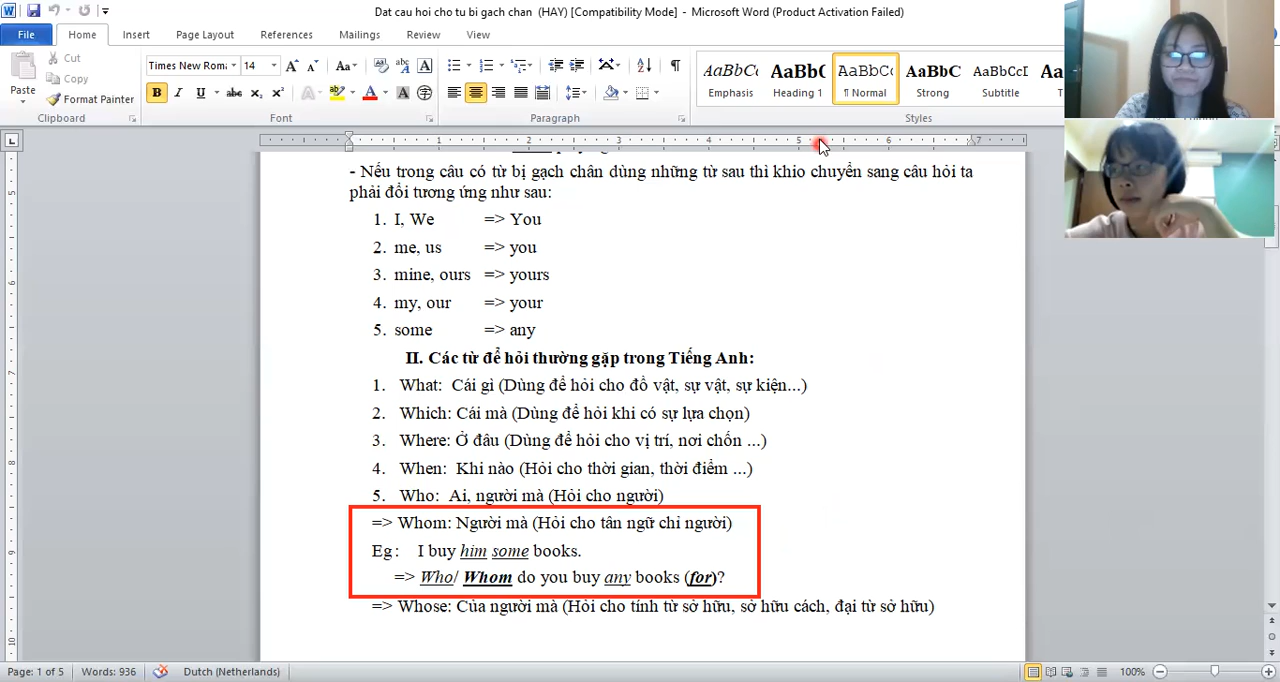 Dat cau hoi cho tu bi gach chan (HAY) [Compatibility Mode] - Microsoft Word (Product Activation Failed)
File Home Insert Page Layout References Mailings Review View
Paste
Cut
Copy
Format Painter
Clipboard
Times New Roma 14
Font
Paragraph
AaBbCc AaBbC AaBbCc AaBbC AaBbCcD
Emphasis Heading 1 ¶ Normal Strong Subtitle T
Styles
- Nếu trong câu có từ bị gạch chân dùng những từ sau thì khio chuyển sang câu hỏi ta
phải đổi tương ứng như sau:
1. I, We => You
2. me, us => you
3. mine, ours => yours
4. my, our => your
5. some => any
II. Các từ để hỏi thường gặp trong Tiếng Anh:
1. What: Cái gì (Dùng để hỏi cho đồ vật, sự vật, sự kiện...)
2. Which: Cái mà (Dùng để hỏi khi có sự lựa chọn)
3. Where: Ở đâu (Dùng để hỏi cho vị trí, nơi chốn ...)
4. When: Khi nào (Hỏi cho thời gian, thời điểm ...)
5. Who: Ai, người mà (Hỏi cho người)
=> Whom: Người mà (Hỏi cho tân ngữ chỉ người)
Eg: I buy him some books.
=> Who/ Whom do you buy any books (for)?
=> Whose: Của người mà (Hỏi cho tính từ sở hữu, sở hữu cách, đại từ sở hữu)
Page: 1 of 5 Words: 936 Dutch (Netherlands) 100%